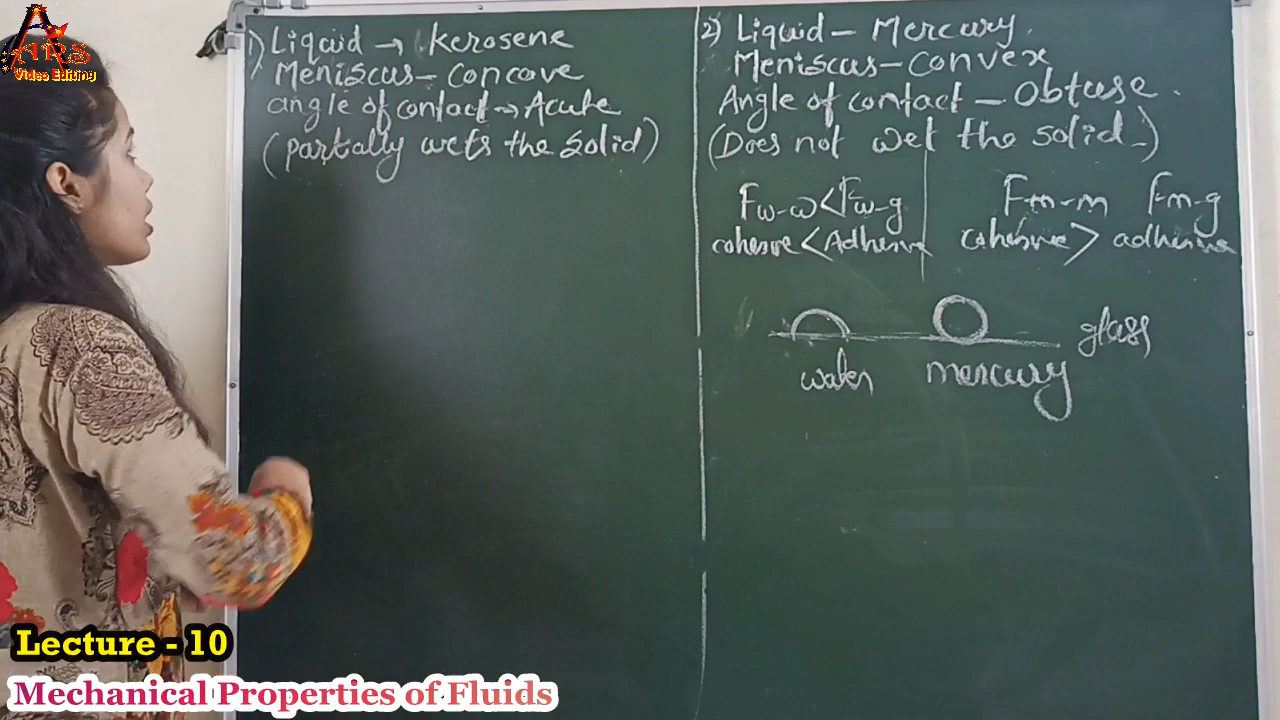 A
ARS
Video Editing
1) Liquid → Kerosene
Meniscus - Concave
angle of contact → Acute
(partially wets the solid)
2) Liquid - Mercury.
Meniscus - Convex
Angle of contact - Obtuse.
(Does not wet the solid.)
Fw-w < Fw-g
cohesive < Adhesive
Fm-m Fm-g
cohesive > adhesive
glass
water
mercury
Lecture - 10
Mechanical Properties of Fluids